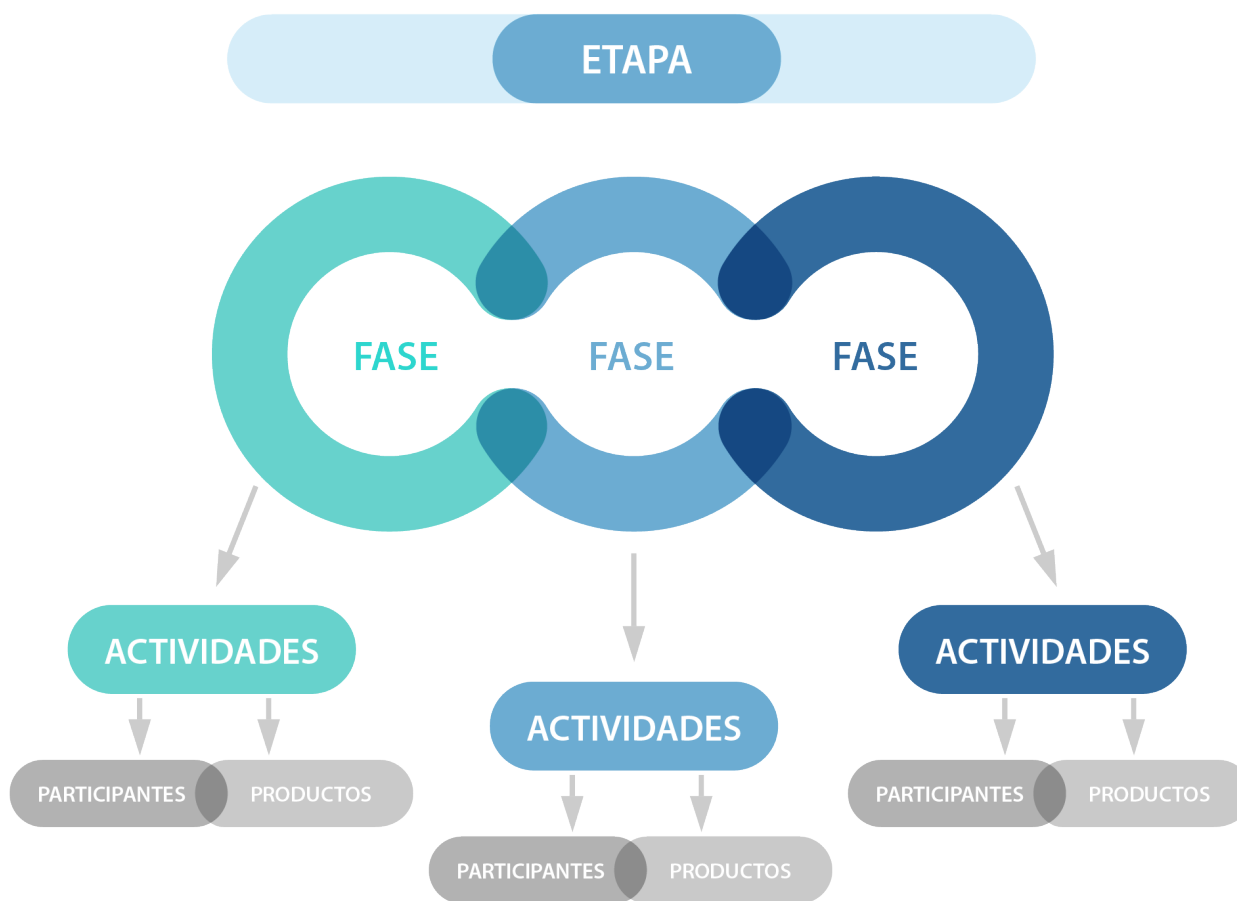 ETAPA
FASE
FASE
FASE
ACTIVIDADES
ACTIVIDADES
ACTIVIDADES
PARTICIPANTES
PRODUCTOS
PARTICIPANTES
PRODUCTOS
PARTICIPANTES
PRODUCTOS